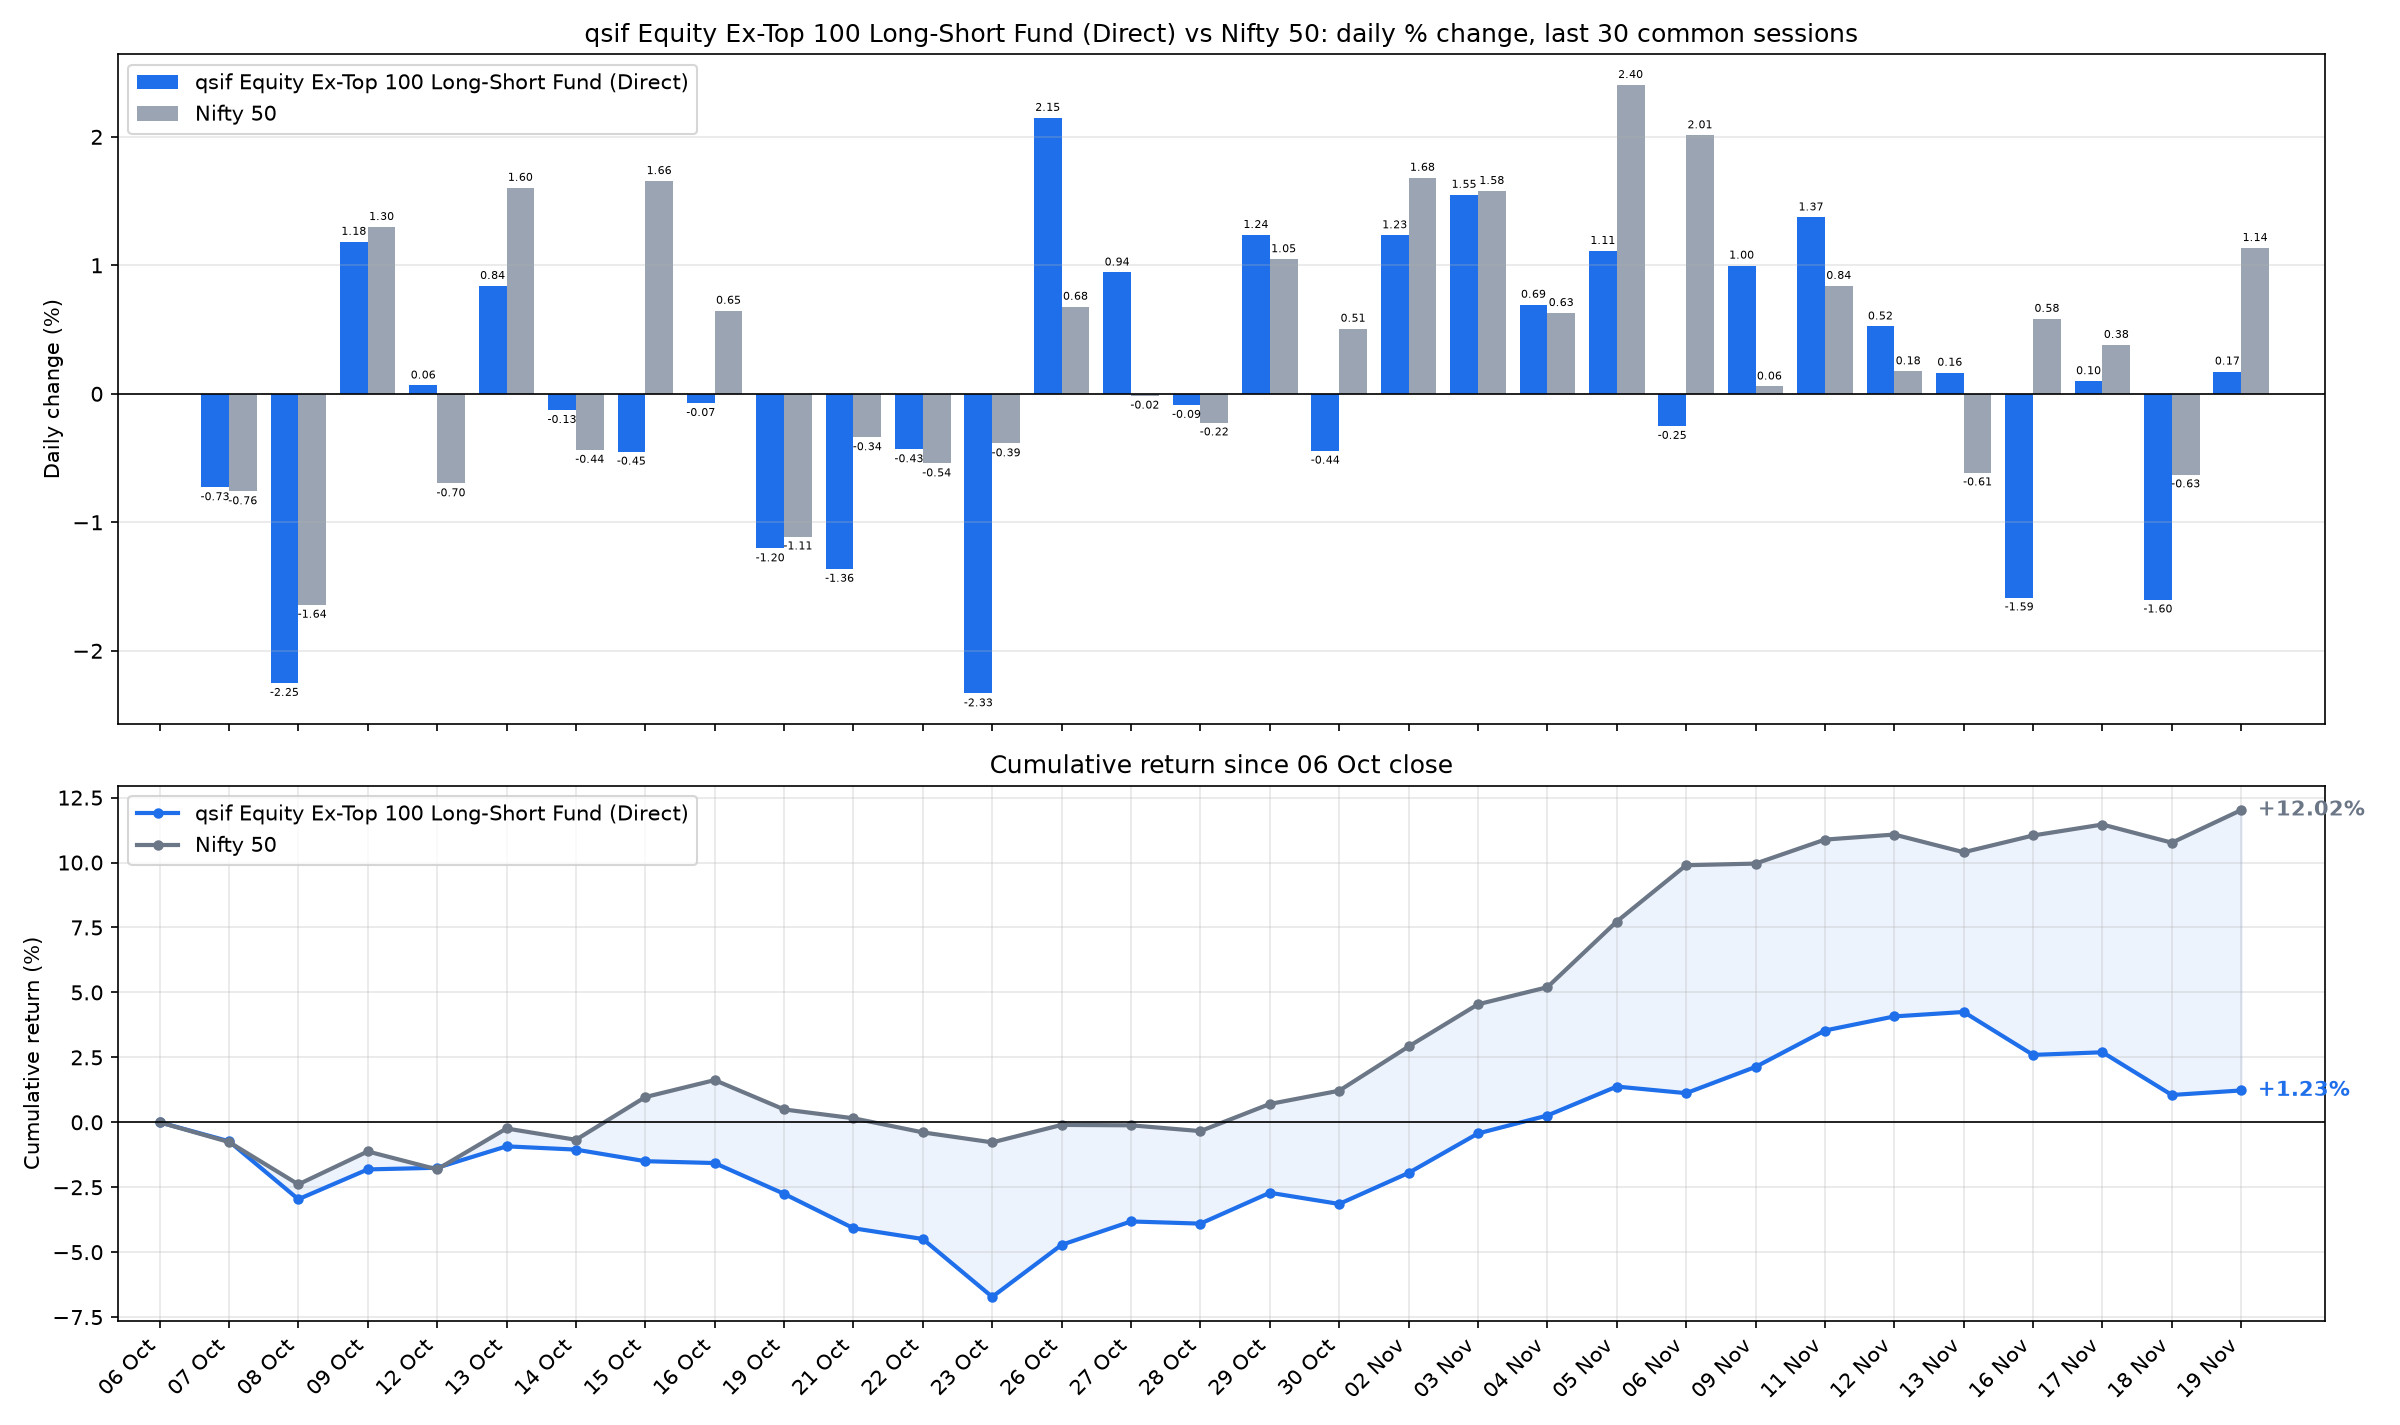 qsif Equity Ex-Top 100 Long-Short Fund (Direct) vs Nifty 50: daily % change, last 30 common sessions
qsif Equity Ex-Top 100 Long-Short Fund (Direct)
Nifty 50
Daily change (%)
2
1
0
−1
−2
-0.73
-0.76
-2.25
-1.64
1.18
1.30
0.06
-0.70
0.84
1.60
-0.13
-0.44
-0.45
1.66
-0.07
0.65
-1.20
-1.11
-1.36
-0.34
-0.43
-0.54
-2.33
-0.39
2.15
0.68
0.94
-0.02
-0.09
-0.22
1.24
1.05
-0.44
0.51
1.23
1.68
1.55
1.58
0.69
0.63
1.11
2.40
-0.25
2.01
1.00
0.06
1.37
0.84
0.52
0.18
0.16
-0.61
-1.59
0.58
0.10
0.38
-1.60
-0.63
0.17
1.14
Cumulative return since 06 Oct close
qsif Equity Ex-Top 100 Long-Short Fund (Direct)
Nifty 50
Cumulative return (%)
12.5
10.0
7.5
5.0
2.5
0.0
−2.5
−5.0
−7.5
+12.02%
+1.23%
06 Oct
07 Oct
08 Oct
09 Oct
12 Oct
13 Oct
14 Oct
15 Oct
16 Oct
19 Oct
21 Oct
22 Oct
23 Oct
26 Oct
27 Oct
28 Oct
29 Oct
30 Oct
02 Nov
03 Nov
04 Nov
05 Nov
06 Nov
09 Nov
11 Nov
12 Nov
13 Nov
16 Nov
17 Nov
18 Nov
19 Nov